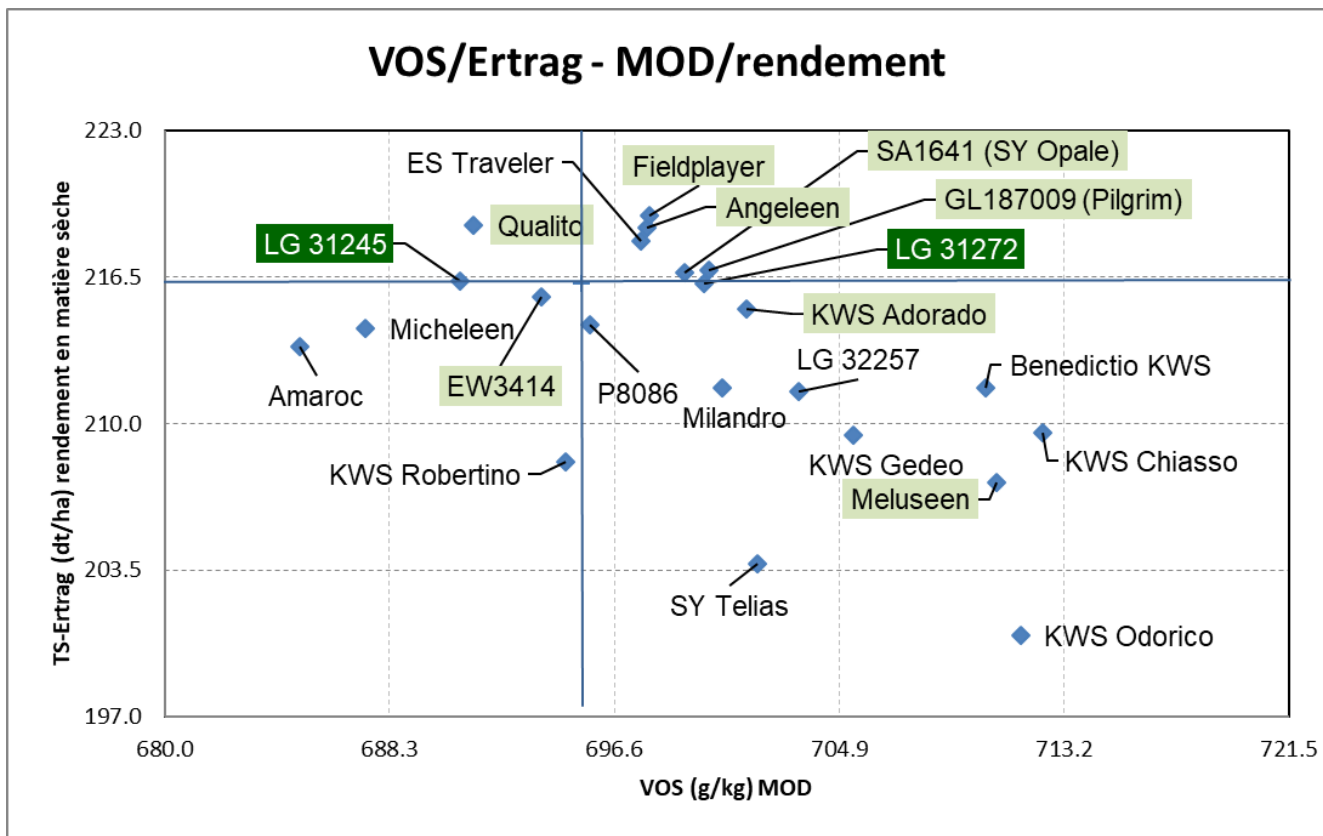 VOS/Ertrag - MOD/rendement
TS-Ertrag (dt/ha) rendement en matière sèche
223.0
216.5
210.0
203.5
197.0
SA1641 (SY Opale)
ES Traveler
Fieldplayer
GL187009 (Pilgrim)
Angeleen
Qualito
LG 31245
LG 31272
KWS Adorado
Micheleen
LG 32257
Benedictio KWS
EW3414
Amaroc
P8086
Milandro
KWS Robertino
KWS Gedeo
KWS Chiasso
Meluseen
SY Telias
KWS Odorico
680.0
688.3
696.6
704.9
713.2
721.5
VOS (g/kg) MOD